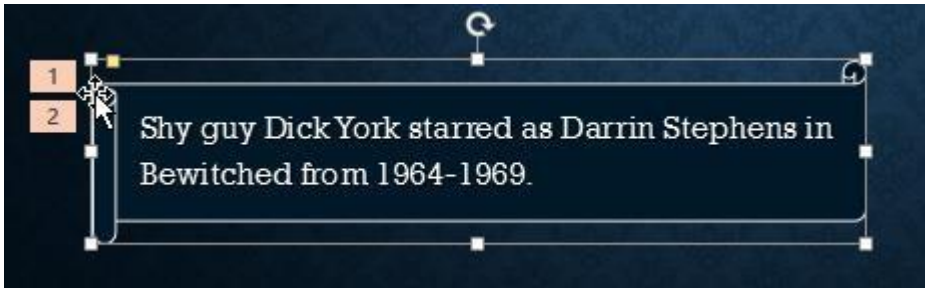 1
2
Shy guy Dick York starred as Darrin Stephens in
Bewitched from 1964-1969.